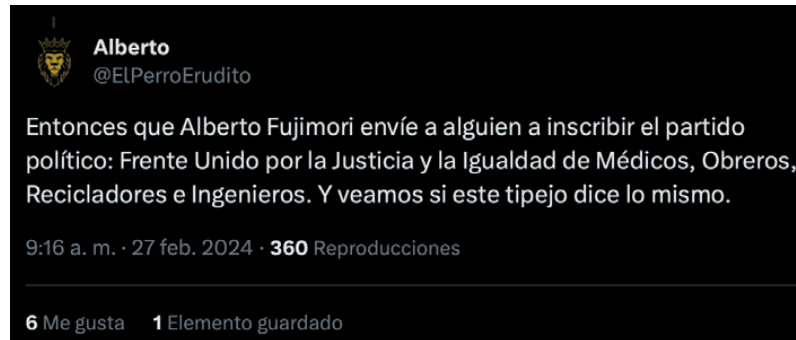 Alberto
@ElPerroErudito
Entonces que Alberto Fujimori envíe a alguien a inscribir el partido
político: Frente Unido por la Justicia y la Igualdad de Médicos, Obreros,
Recicladores e Ingenieros. Y veamos si este tipejo dice lo mismo.
9:16 a. m. · 27 feb. 2024 · 360 Reproducciones
6 Me gusta 1 Elemento guardado